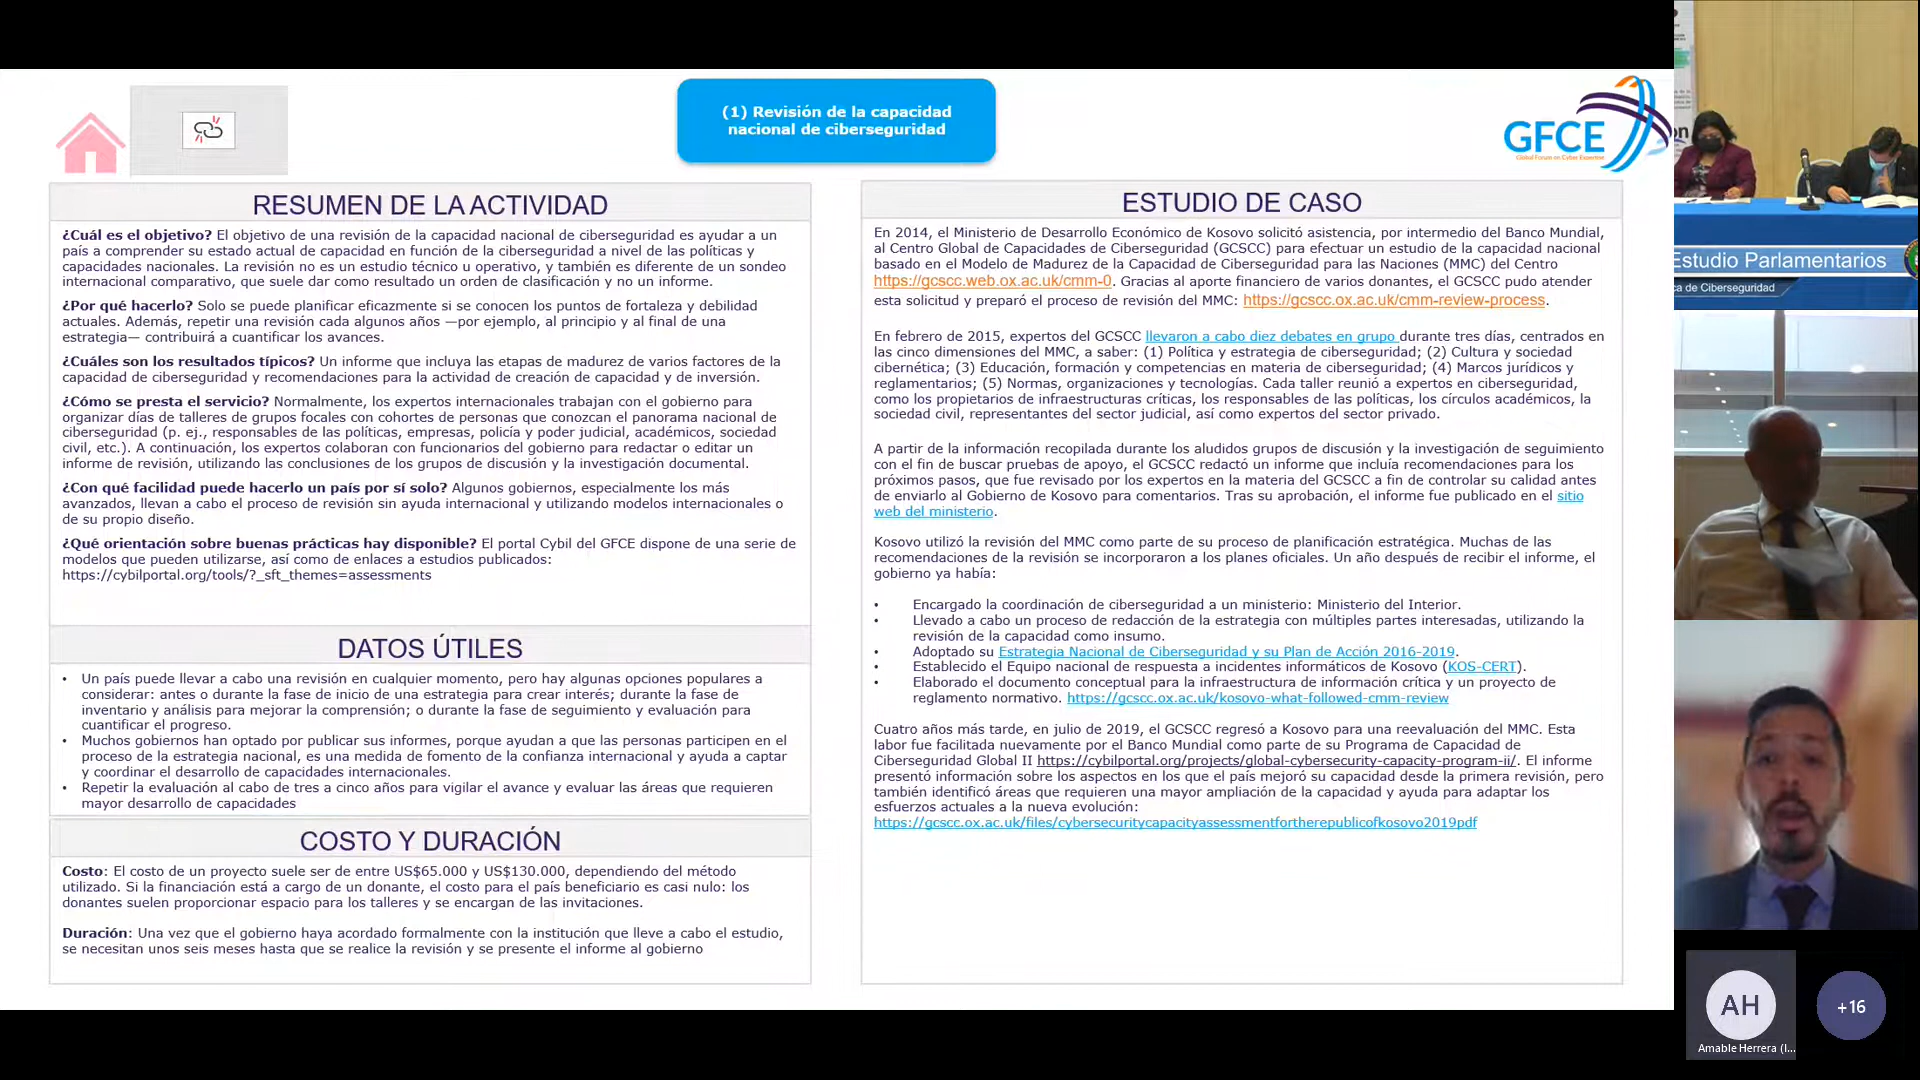 (1) Revisión de la capacidad
nacional de ciberseguridad
GFCE
Global Forum on Cyber Expertise
RESUMEN DE LA ACTIVIDAD
¿Cuál es el objetivo? El objetivo de una revisión de la capacidad nacional de ciberseguridad es ayudar a un
país a comprender su estado actual de capacidad en función de la ciberseguridad a nivel de las políticas y
capacidades nacionales. La revisión no es un estudio técnico u operativo, y también es diferente de un sondeo
internacional comparativo, que suele dar como resultado un orden de clasificación y no un informe.
¿Por qué hacerlo? Solo se puede planificar eficazmente si se conocen los puntos de fortaleza y debilidad
actuales. Además, repetir una revisión cada algunos años —por ejemplo, al principio y al final de una
estrategia— contribuirá a cuantificar los avances.
¿Cuáles son los resultados típicos? Un informe que incluya las etapas de madurez de varios factores de la
capacidad de ciberseguridad y recomendaciones para la actividad de creación de capacidad y de inversión.
¿Cómo se presta el servicio? Normalmente, los expertos internacionales trabajan con el gobierno para
organizar días de talleres de grupos focales con cohortes de personas que conozcan el panorama nacional de
ciberseguridad (p. ej., responsables de las políticas, empresas, policía y poder judicial, académicos, sociedad
civil, etc.). A continuación, los expertos colaboran con funcionarios del gobierno para redactar o editar un
informe de revisión, utilizando las conclusiones de los grupos de discusión y la investigación documental.
¿Con qué facilidad puede hacerlo un país por sí solo? Algunos gobiernos, especialmente los más
avanzados, llevan a cabo el proceso de revisión sin ayuda internacional y utilizando modelos internacionales o
de su propio diseño.
¿Qué orientación sobre buenas prácticas hay disponible? El portal Cybil del GFCE dispone de una serie de
modelos que pueden utilizarse, así como de enlaces a estudios publicados:
https://cybilportal.org/tools/?_sft_themes=assessments
DATOS ÚTILES
• Un país puede llevar a cabo una revisión en cualquier momento, pero hay algunas opciones populares a
considerar: antes o durante la fase de inicio de una estrategia para crear interés; durante la fase de
inventario y análisis para mejorar la comprensión; o durante la fase de seguimiento y evaluación para
cuantificar el progreso.
• Muchos gobiernos han optado por publicar sus informes, porque ayudan a que las personas participen en el
proceso de la estrategia nacional, es una medida de fomento de la confianza internacional y ayuda a captar
y coordinar el desarrollo de capacidades internacionales.
• Repetir la evaluación al cabo de tres a cinco años para vigilar el avance y evaluar las áreas que requieren
mayor desarrollo de capacidades
COSTO Y DURACIÓN
Costo: El costo de un proyecto suele ser de entre US$65.000 y US$130.000, dependiendo del método
utilizado. Si la financiación está a cargo de un donante, el costo para el país beneficiario es casi nulo: los
donantes suelen proporcionar espacio para los talleres y se encargan de las invitaciones.
Duración: Una vez que el gobierno haya acordado formalmente con la institución que lleve a cabo el estudio,
se necesitan unos seis meses hasta que se realice la revisión y se presente el informe al gobierno
ESTUDIO DE CASO
En 2014, el Ministerio de Desarrollo Económico de Kosovo solicitó asistencia, por intermedio del Banco Mundial,
al Centro Global de Capacidades de Ciberseguridad (GCSCC) para efectuar un estudio de la capacidad nacional
basado en el Modelo de Madurez de la Capacidad de Ciberseguridad para las Naciones (MMC) del Centro
https://gcscc.web.ox.ac.uk/cmm-0. Gracias al aporte financiero de varios donantes, el GCSCC pudo atender
esta solicitud y preparó el proceso de revisión del MMC: https://gcscc.ox.ac.uk/cmm-review-process.
En febrero de 2015, expertos del GCSCC llevaron a cabo diez debates en grupo durante tres días, centrados en
las cinco dimensiones del MMC, a saber: (1) Política y estrategia de ciberseguridad; (2) Cultura y sociedad
cibernética; (3) Educación, formación y competencias en materia de ciberseguridad; (4) Marcos jurídicos y
reglamentarios; (5) Normas, organizaciones y tecnologías. Cada taller reunió a expertos en ciberseguridad,
como los propietarios de infraestructuras críticas, los responsables de las políticas, los círculos académicos, la
sociedad civil, representantes del sector judicial, así como expertos del sector privado.
A partir de la información recopilada durante los aludidos grupos de discusión y la investigación de seguimiento
con el fin de buscar pruebas de apoyo, el GCSCC redactó un informe que incluía recomendaciones para los
próximos pasos, que fue revisado por los expertos en la materia del GCSCC a fin de controlar su calidad antes
de enviarlo al Gobierno de Kosovo para comentarios. Tras su aprobación, el informe fue publicado en el sitio
web del ministerio.
Kosovo utilizó la revisión del MMC como parte de su proceso de planificación estratégica. Muchas de las
recomendaciones de la revisión se incorporaron a los planes oficiales. Un año después de recibir el informe, el
gobierno ya había:
• Encargado la coordinación de ciberseguridad a un ministerio: Ministerio del Interior.
• Llevado a cabo un proceso de redacción de la estrategia con múltiples partes interesadas, utilizando la
revisión de la capacidad como insumo.
• Adoptado su Estrategia Nacional de Ciberseguridad y su Plan de Acción 2016-2019.
• Establecido el Equipo nacional de respuesta a incidentes informáticos de Kosovo (KOS-CERT).
• Elaborado el documento conceptual para la infraestructura de información crítica y un proyecto de
reglamento normativo. https://gcscc.ox.ac.uk/kosovo-what-followed-cmm-review
Cuatro años más tarde, en julio de 2019, el GCSCC regresó a Kosovo para una reevaluación del MMC. Esta
labor fue facilitada nuevamente por el Banco Mundial como parte de su Programa de Capacidad de
Ciberseguridad Global II https://cybilportal.org/projects/global-cybersecurity-capacity-program-ii/. El informe
presentó información sobre los aspectos en los que el país mejoró su capacidad desde la primera revisión, pero
también identificó áreas que requieren una mayor ampliación de la capacidad y ayuda para adaptar los
esfuerzos actuales a la nueva evolución:
https://gcscc.ox.ac.uk/files/cybersecuritycapacityassessmentfortherepublicofkosovo2019pdf
Estudio Parlamentarios
ca de Ciberseguridad
AH
Amable Herrera (I...
+16